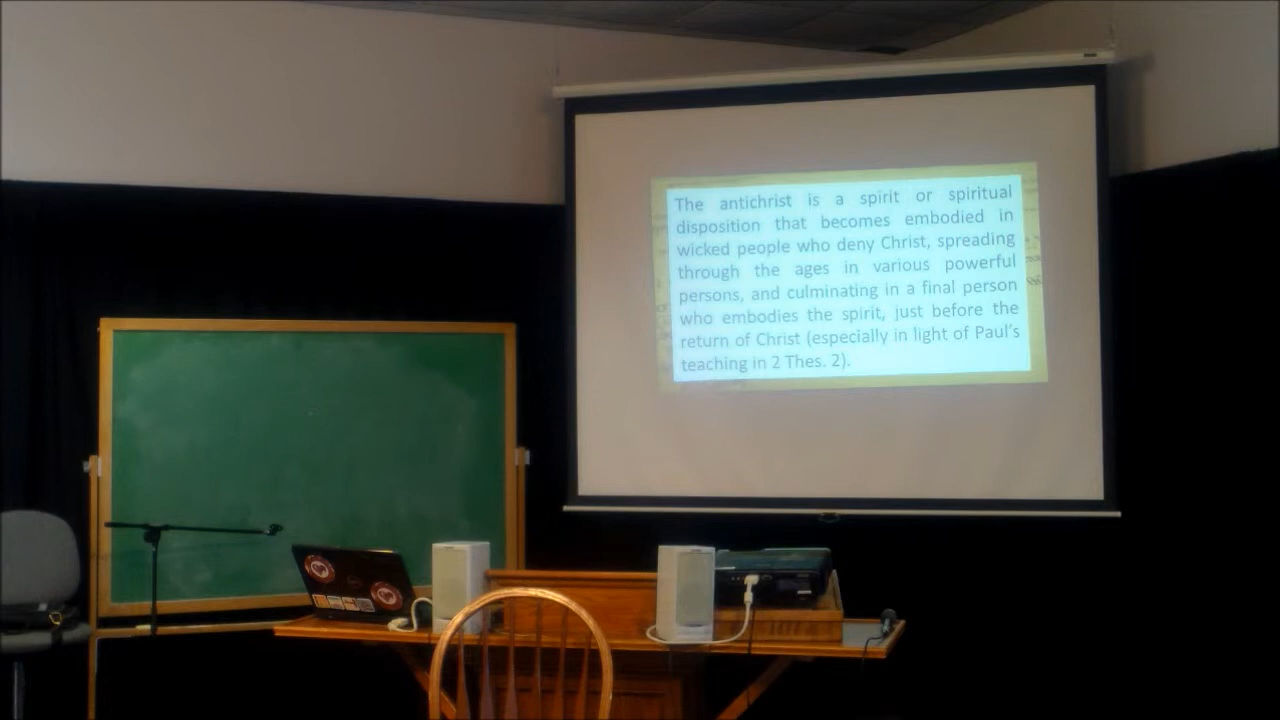 The antichrist is a spirit or spiritual
disposition that becomes embodied in
wicked people who deny Christ, spreading
through the ages in various powerful
persons, and culminating in a final person
who embodies the spirit, just before the
return of Christ (especially in light of Paul's
teaching in 2 Thes. 2).